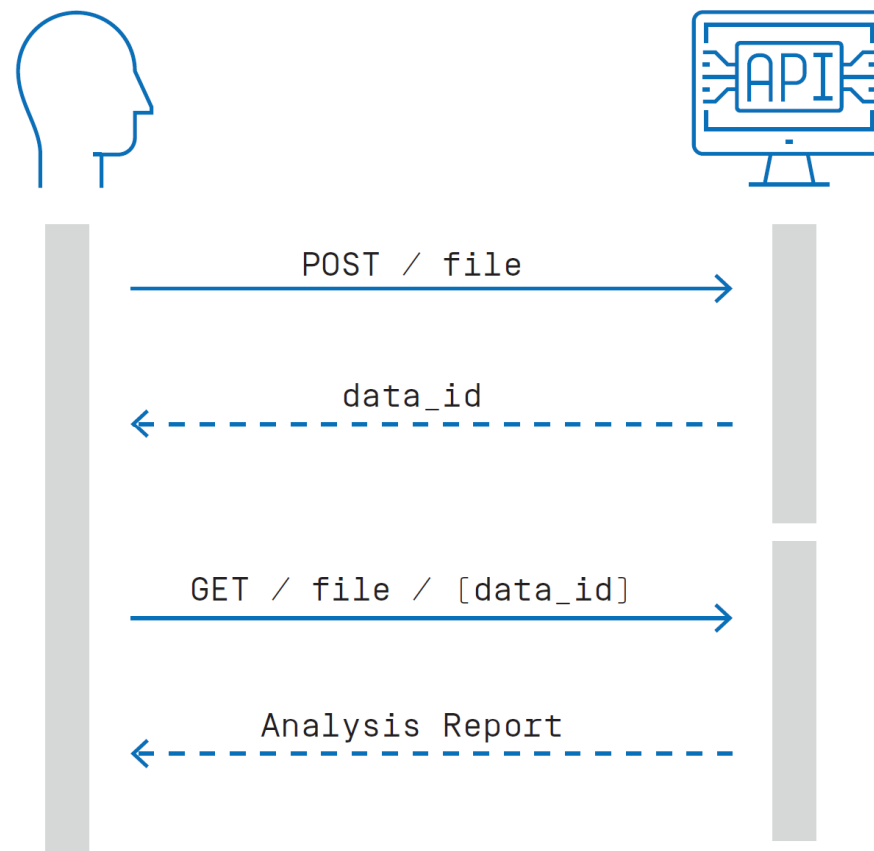 API
POST / file
data_id
GET / file / [data_id]
Analysis Report